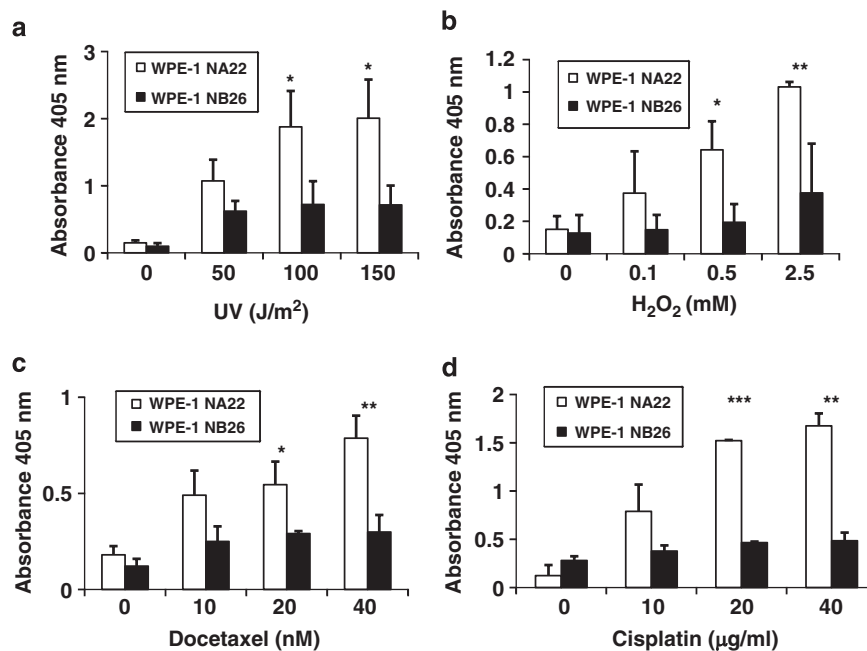 a
Absorbance 405 nm
3
2
1
0
WPE-1 NA22
WPE-1 NB26
*
*
0 50 100 150
UV (J/m²)
b
Absorbance 405 nm
1.2
1
0.8
0.6
0.4
0.2
0
WPE-1 NA22
WPE-1 NB26
*
**
0 0.1 0.5 2.5
H₂O₂ (mM)
c
Absorbance 405 nm
1
0.5
0
WPE-1 NA22
WPE-1 NB26
*
**
0 10 20 40
Docetaxel (nM)
d
Absorbance 405 nm
2
1.5
1
0.5
0
WPE-1 NA22
WPE-1 NB26
***
**
0 10 20 40
Cisplatin (μg/ml)